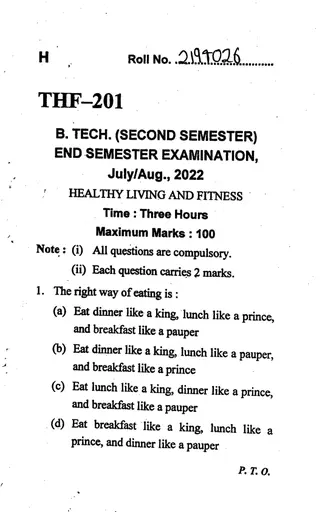 H
Roll No. ..2194026............
THF–201
B. TECH. (SECOND SEMESTER)
END SEMESTER EXAMINATION,
July/Aug., 2022
HEALTHY LIVING AND FITNESS
Time : Three Hours
Maximum Marks : 100
Note : (i) All questions are compulsory.
(ii) Each question carries 2 marks.
1. The right way of eating is :
(a) Eat dinner like a king, lunch like a prince,
and breakfast like a pauper
(b) Eat dinner like a king, lunch like a pauper,
and breakfast like a prince
(c) Eat lunch like a king, dinner like a prince,
and breakfast like a pauper
(d) Eat breakfast like a king, lunch like a
prince, and dinner like a pauper
P. T. O.